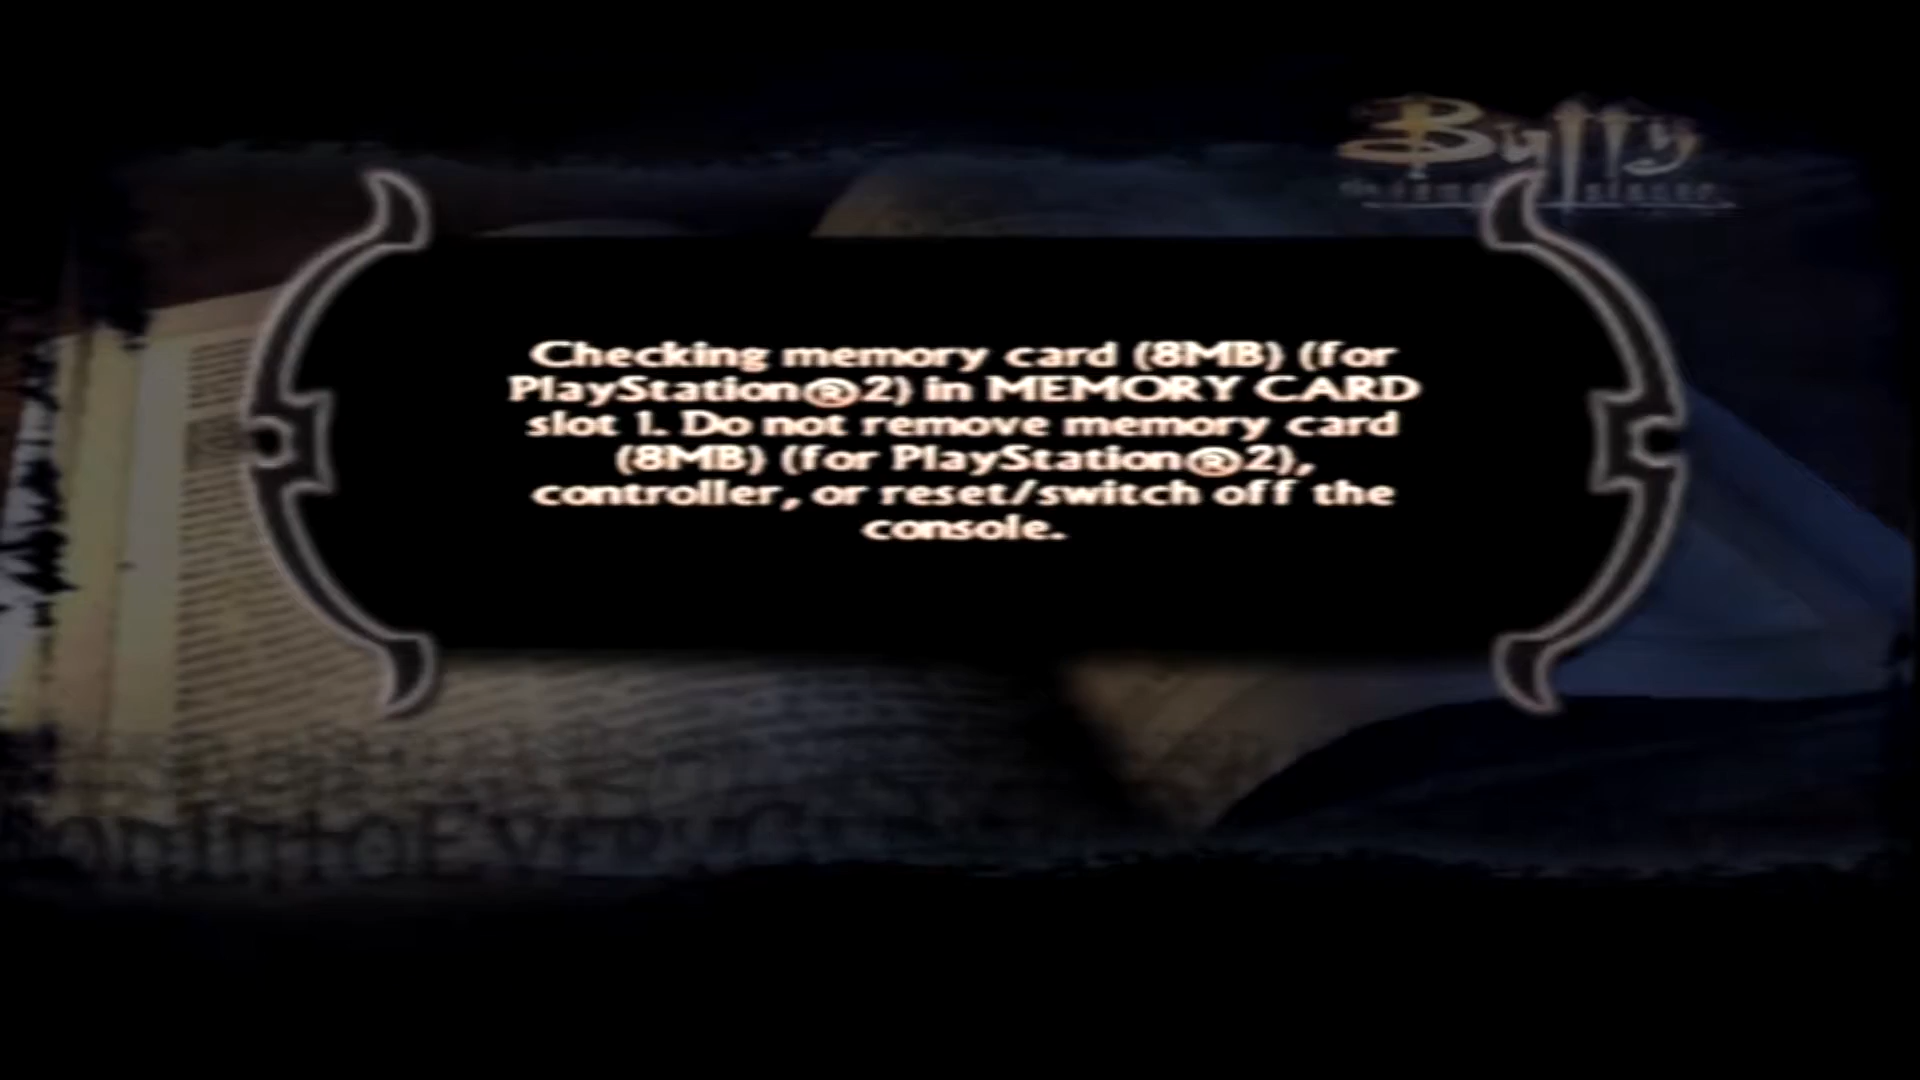 Buffy
Checking memory card (8MB) (for
PlayStation®2) in MEMORY CARD
slot 1. Do not remove memory card
(8MB) (for PlayStation®2),
controller, or reset/switch off the
console.